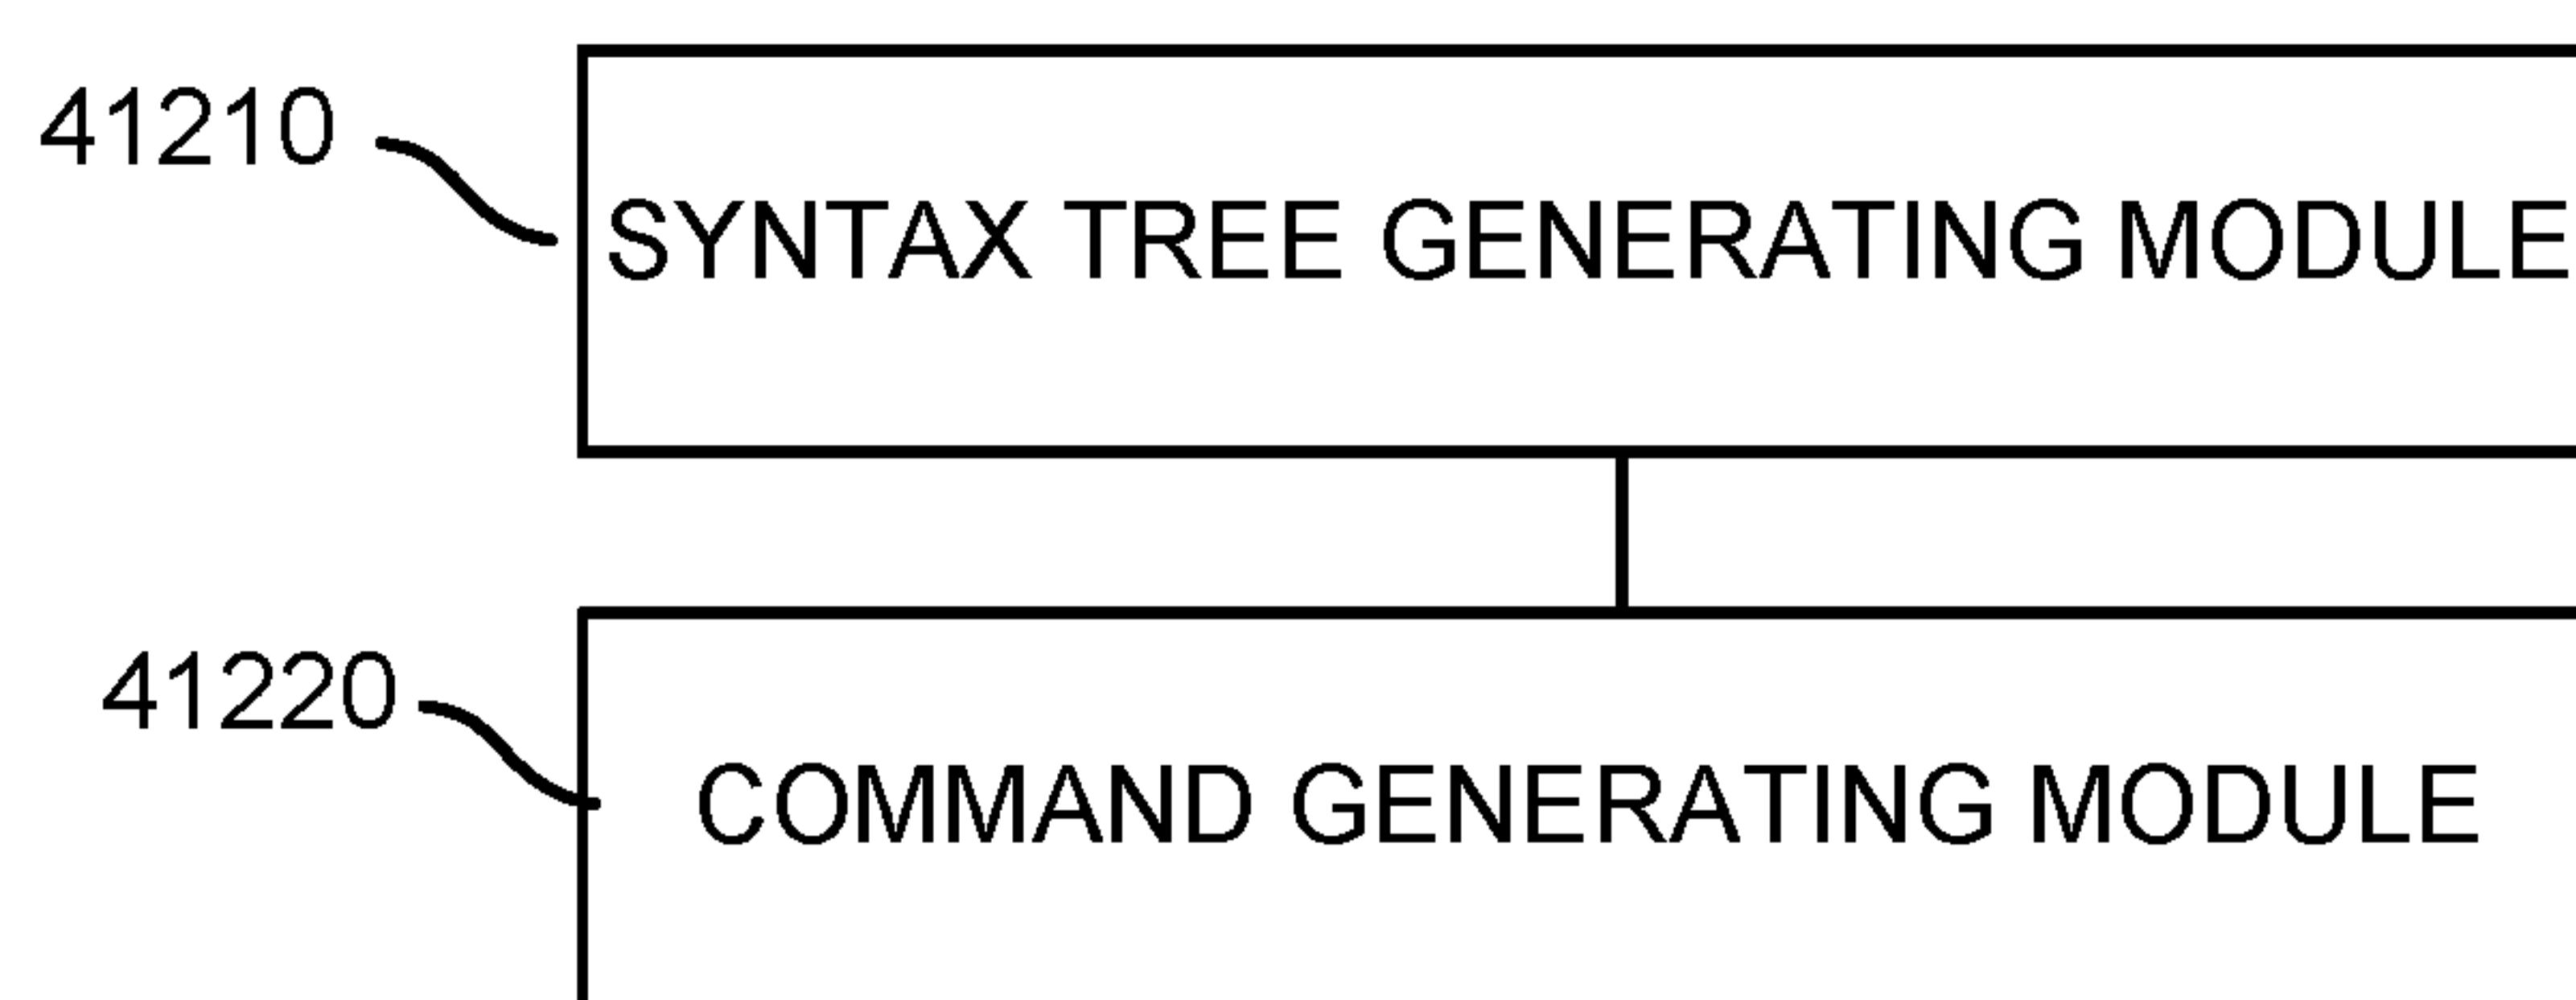 41210
SYNTAX TREE GENERATING MODULE
41220
COMMAND GENERATING MODULE